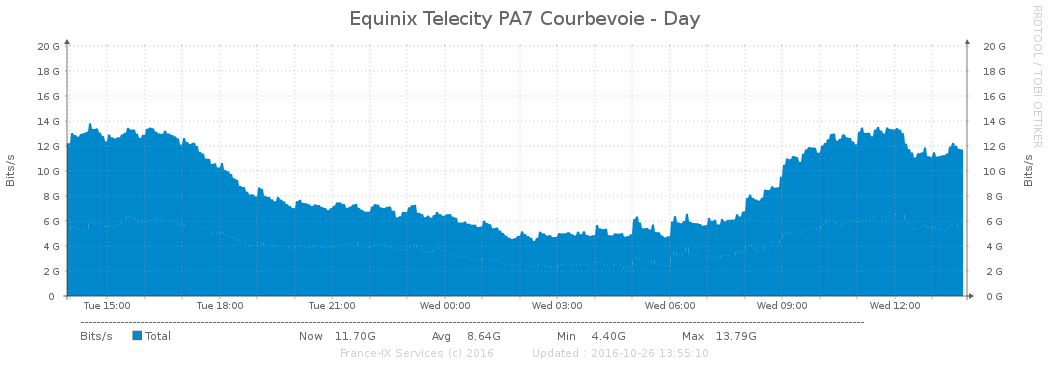 Equinix Telecity PA7 Courbevoie - Day
RRDTOOL / TOBI OETIKER
Bits/s
Bits/s
20 G 20 G
18 G 18 G
16 G 16 G
14 G 14 G
12 G 12 G
10 G 10 G
8 G 8 G
6 G 6 G
4 G 4 G
2 G 2 G
0 0 G
Tue 15:00 Tue 18:00 Tue 21:00 Wed 00:00 Wed 03:00 Wed 06:00 Wed 09:00 Wed 12:00
Bits/s Total Now 11.70G Avg 8.64G Min 4.40G Max 13.79G
France-IX Services (c) 2016 Updated : 2016-10-26 13:55:10